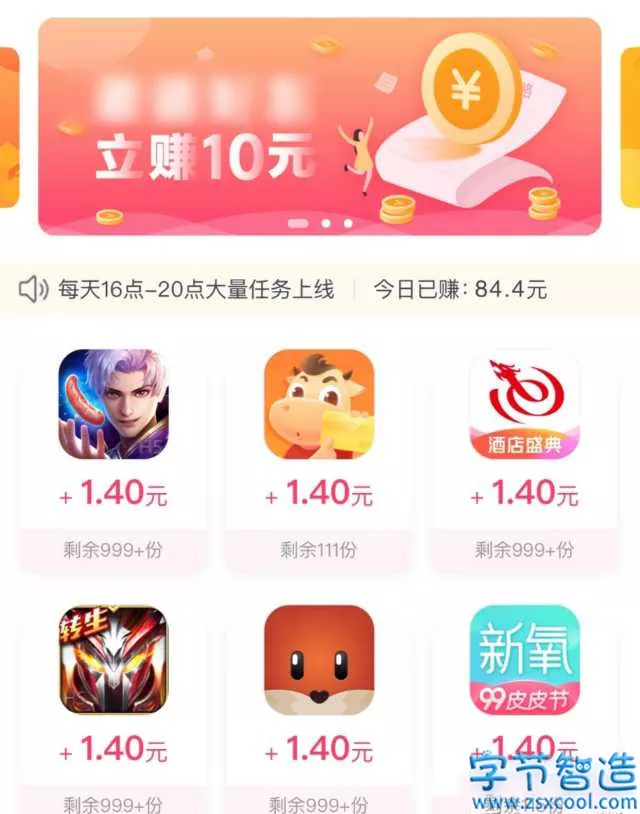 立赚10元
每天16点-20点大量任务上线
今日已赚:84.4元
酒店盛典
+1.40元
+1.40元
+1.40元
剩余999+份
剩余111份
剩余999+份
转生
新氧
99皮皮节
+1.40元
+1.40元
+1.40元
字节智造
剩余999+份
剩余999+份
www.zsxcool.com